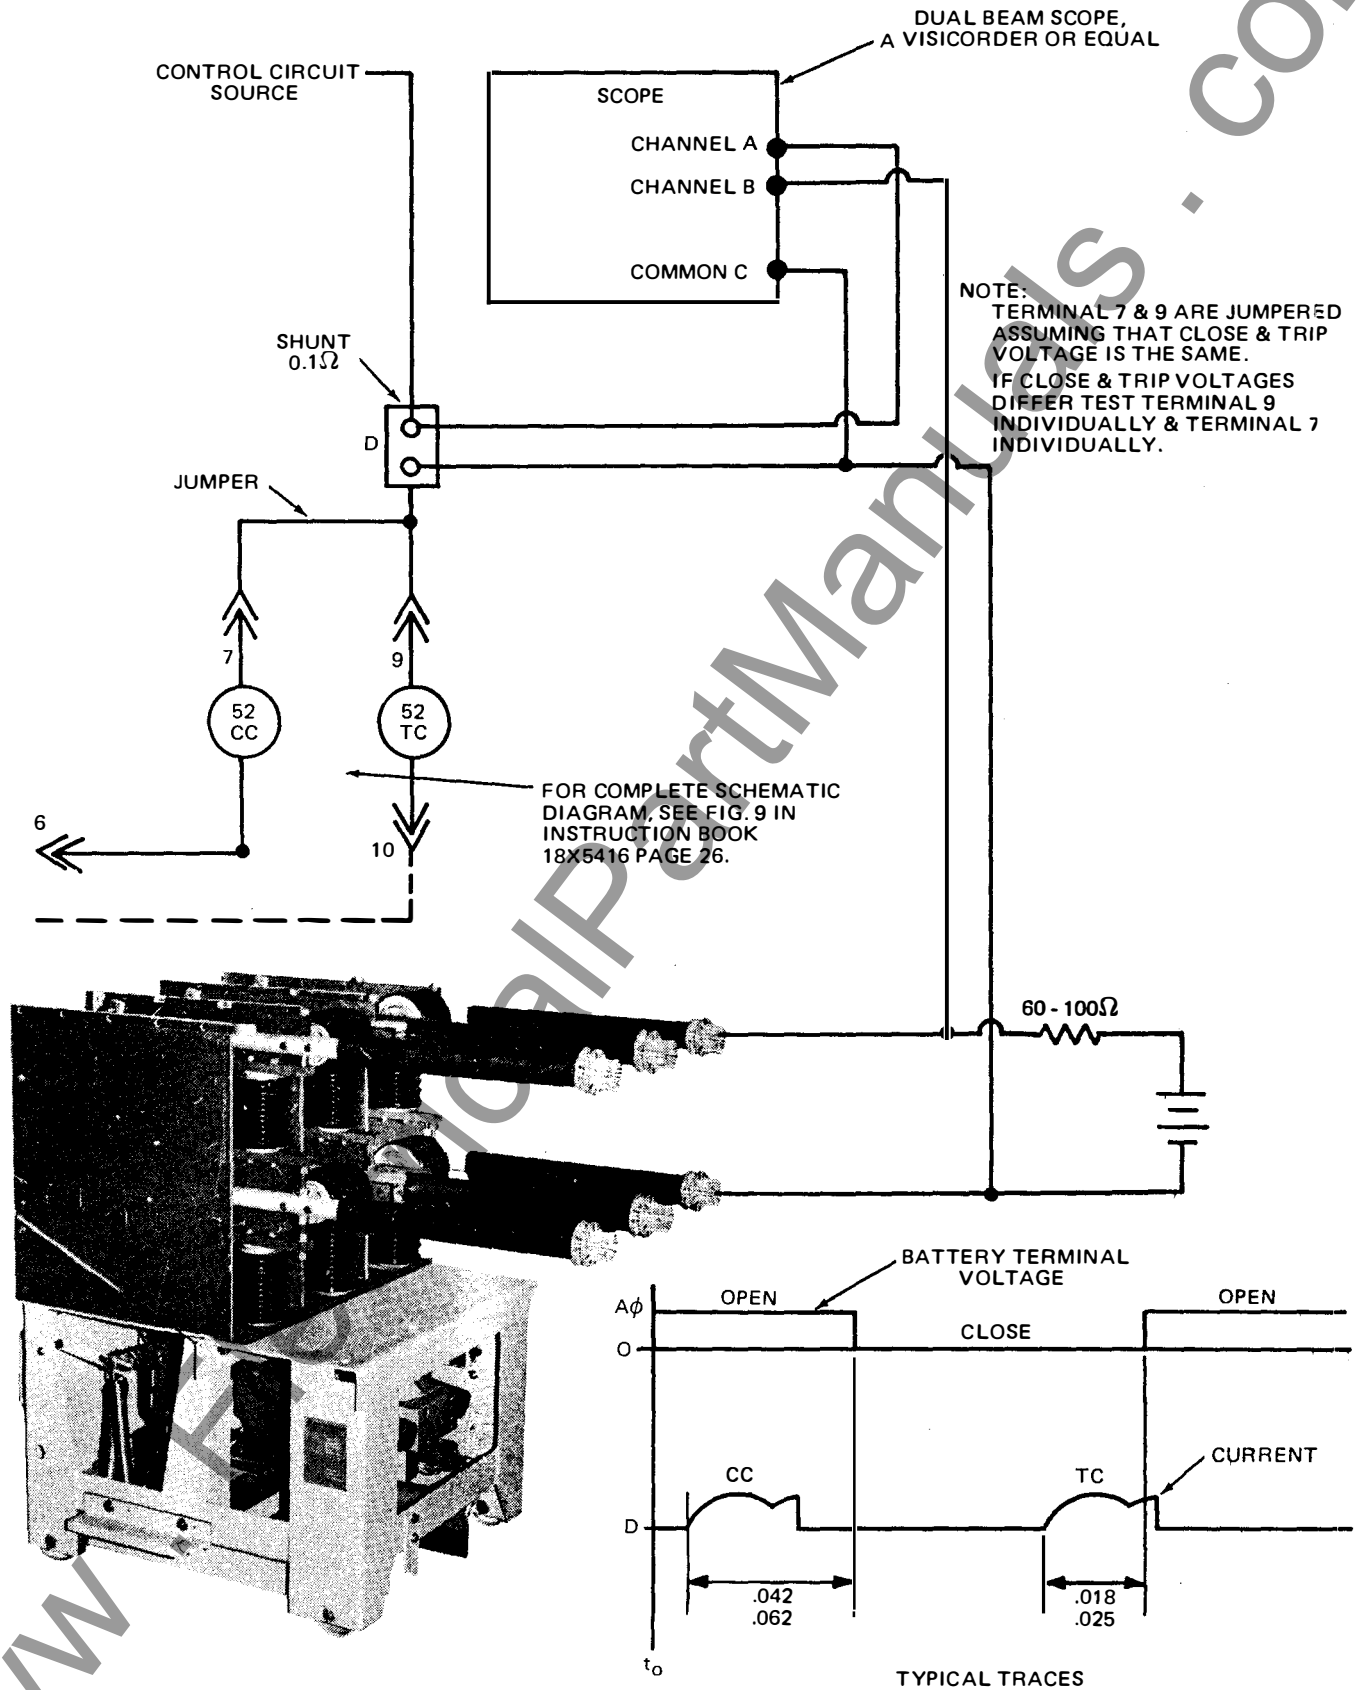 DUAL BEAM SCOPE,
A VISICORDER OR EQUAL
CONTROL CIRCUIT
SOURCE
SCOPE
CHANNEL A
CHANNEL B
COMMON C
NOTE:
TERMINAL 7 & 9 ARE JUMPERED
ASSUMING THAT CLOSE & TRIP
VOLTAGE IS THE SAME.
IF CLOSE & TRIP VOLTAGES
DIFFER TEST TERMINAL 9
INDIVIDUALLY & TERMINAL 7
INDIVIDUALLY.
SHUNT
0.1Ω
D
JUMPER
7
9
52
CC
52
TC
FOR COMPLETE SCHEMATIC
DIAGRAM, SEE FIG. 9 IN
INSTRUCTION BOOK
18X5416 PAGE 26.
6
10
60 - 100Ω
BATTERY TERMINAL
VOLTAGE
Aϕ
OPEN
OPEN
O
CLOSE
CC
TC
CURRENT
D
.042
.062
.018
.025
to
TYPICAL TRACES